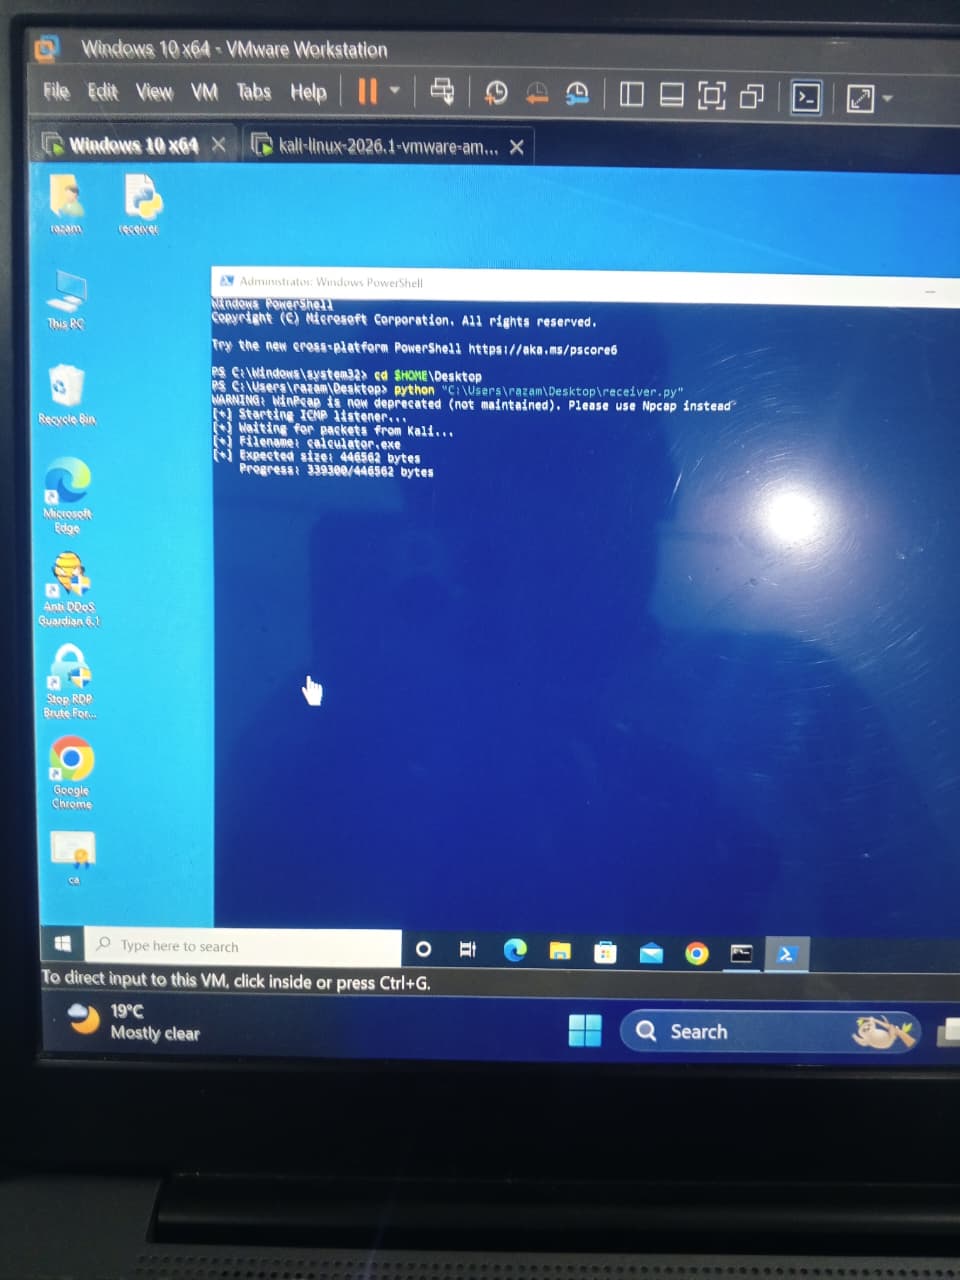 Windows 10 x64 - VMware Workstation
File Edit View VM Tabs Help
Windows 10 x64
kali-linux-2026.1-vmware-am...
razam
receiver
This PC
Recycle Bin
Microsoft
Edge
Anti DDoS
Guardian 6.1
Stop RDP
Brute For...
Google
Chrome
ca
Administrator: Windows PowerShell
Windows PowerShell
Copyright (C) Microsoft Corporation. All rights reserved.
Try the new cross-platform PowerShell https://aka.ms/pscore6
PS C:\Windows\system32> cd $HOME\Desktop
PS C:\Users\razam\Desktop> python "C:\Users\razam\Desktop\receiver.py"
WARNING: WinPcap is now deprecated (not maintained). Please use Npcap instead
[+] Starting ICMP listener...
[+] Waiting for packets from Kali...
[+] Filename: calculator.exe
[+] Expected size: 446562 bytes
Progress: 339300/446562 bytes
Type here to search
To direct input to this VM, click inside or press Ctrl+G.
19°C
Mostly clear
Search